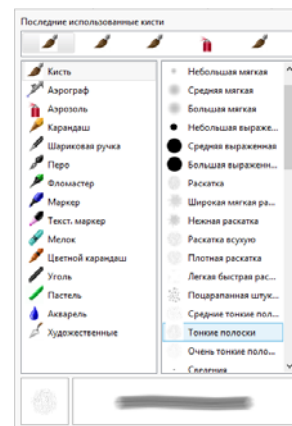 Последние использованные кисти
Кисть
Аэрограф
Аэрозоль
Карандаш
Шариковая ручка
Перо
Фломастер
Маркер
Текст. маркер
Мелок
Цветной карандаш
Уголь
Пастель
Акварель
Художественные
Небольшая мягкая
Средняя мягкая
Большая мягкая
Небольшая выраже...
Средняя выраженная
Большая выраженн...
Раскатка
Широкая мягкая ра...
Нежная раскатка
Раскатка всухую
Плотная раскатка
Легкая быстрая рас...
Поцарапанная штук...
Средние тонкие пол...
Тонкие полоски
Очень тонкие поло...
Сведения